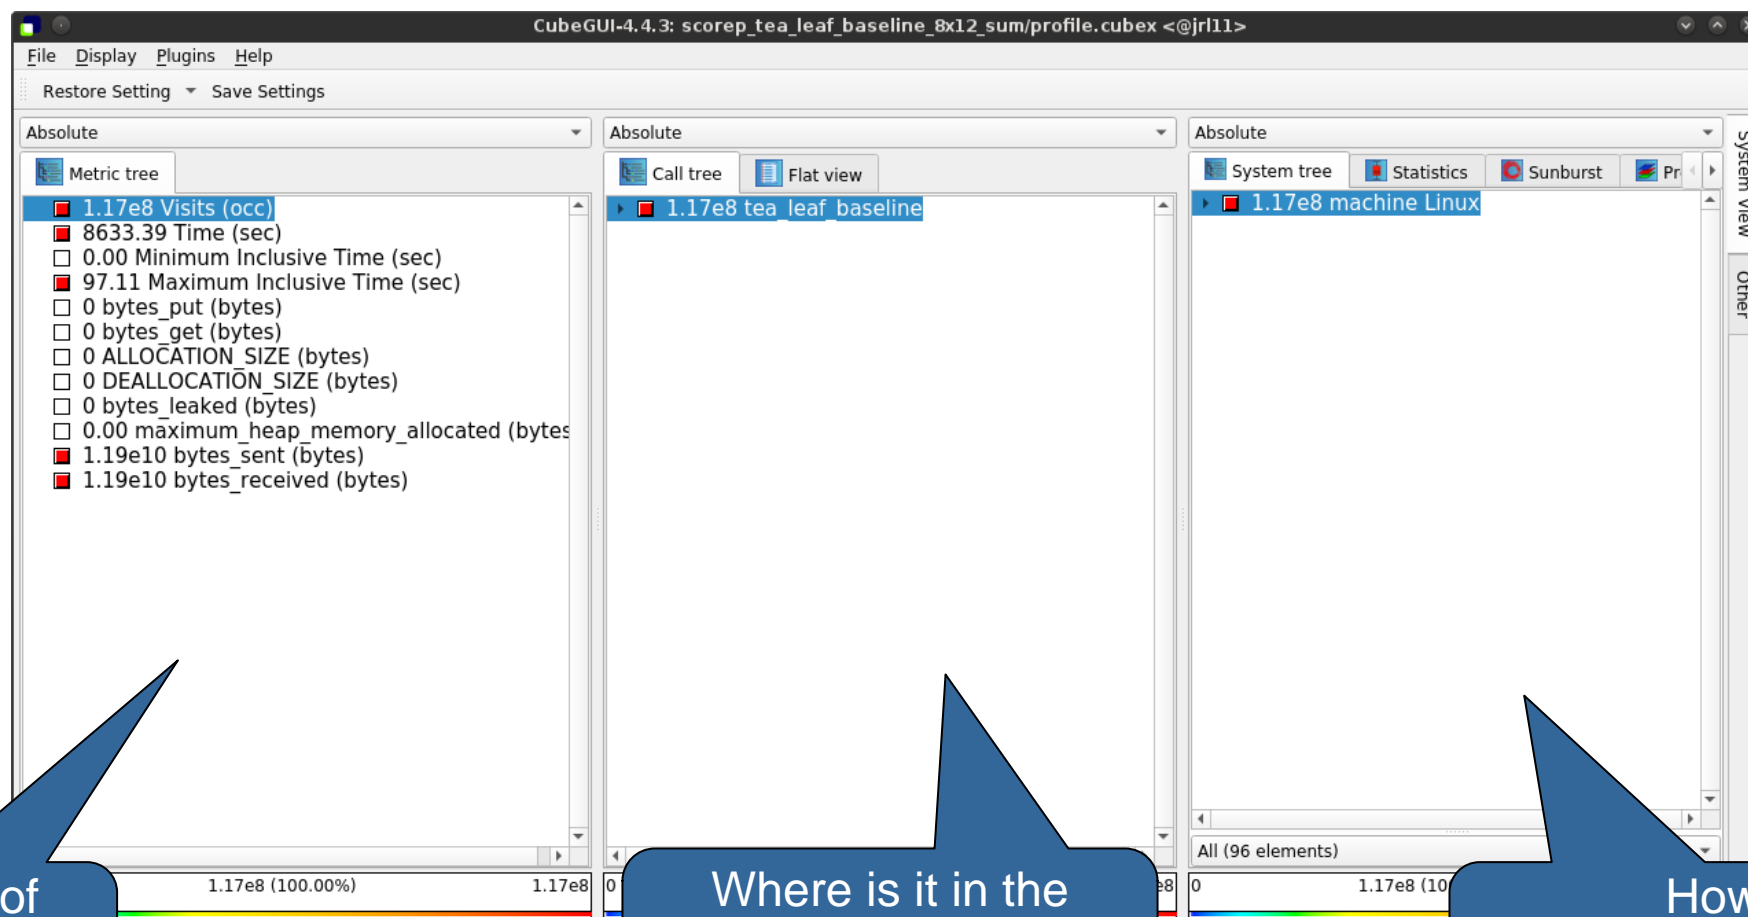 CubeGUI-4.4.3: scorep_tea_leaf_baseline_8x12_sum/profile.cubex <@jrl11>
File Display Plugins Help
Restore Setting Save Settings
Absolute
Metric tree
1.17e8 Visits (occ)
8633.39 Time (sec)
0.00 Minimum Inclusive Time (sec)
97.11 Maximum Inclusive Time (sec)
0 bytes_put (bytes)
0 bytes_get (bytes)
0 ALLOCATION_SIZE (bytes)
0 DEALLOCATION_SIZE (bytes)
0 bytes_leaked (bytes)
0.00 maximum_heap_memory_allocated (bytes
1.19e10 bytes_sent (bytes)
1.19e10 bytes_received (bytes)
1.17e8 (100.00%) 1.17e8
of
Absolute
Call tree Flat view
1.17e8 tea_leaf_baseline
0 e8
Where is it in the
Absolute
System tree Statistics Sunburst Pr
1.17e8 machine Linux
All (96 elements)
0 1.17e8 (10
How
System View
Other